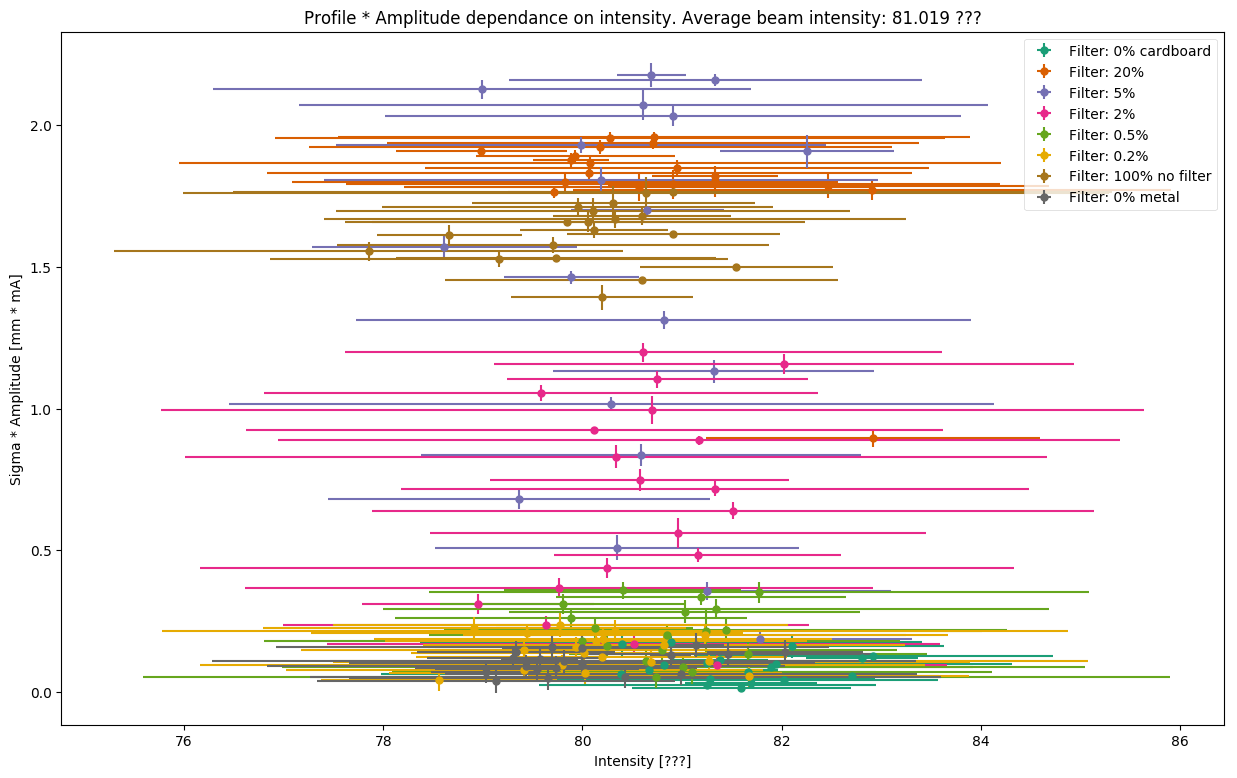 Profile * Amplitude dependance on intensity. Average beam intensity: 81.019 ???
Filter: 0% cardboard
Filter: 20%
Filter: 5%
Filter: 2%
Filter: 0.5%
Filter: 0.2%
Filter: 100% no filter
Filter: 0% metal
Sigma * Amplitude [mm * mA]
2.0
1.5
1.0
0.5
0.0
76
78
80
82
84
86
Intensity [???]